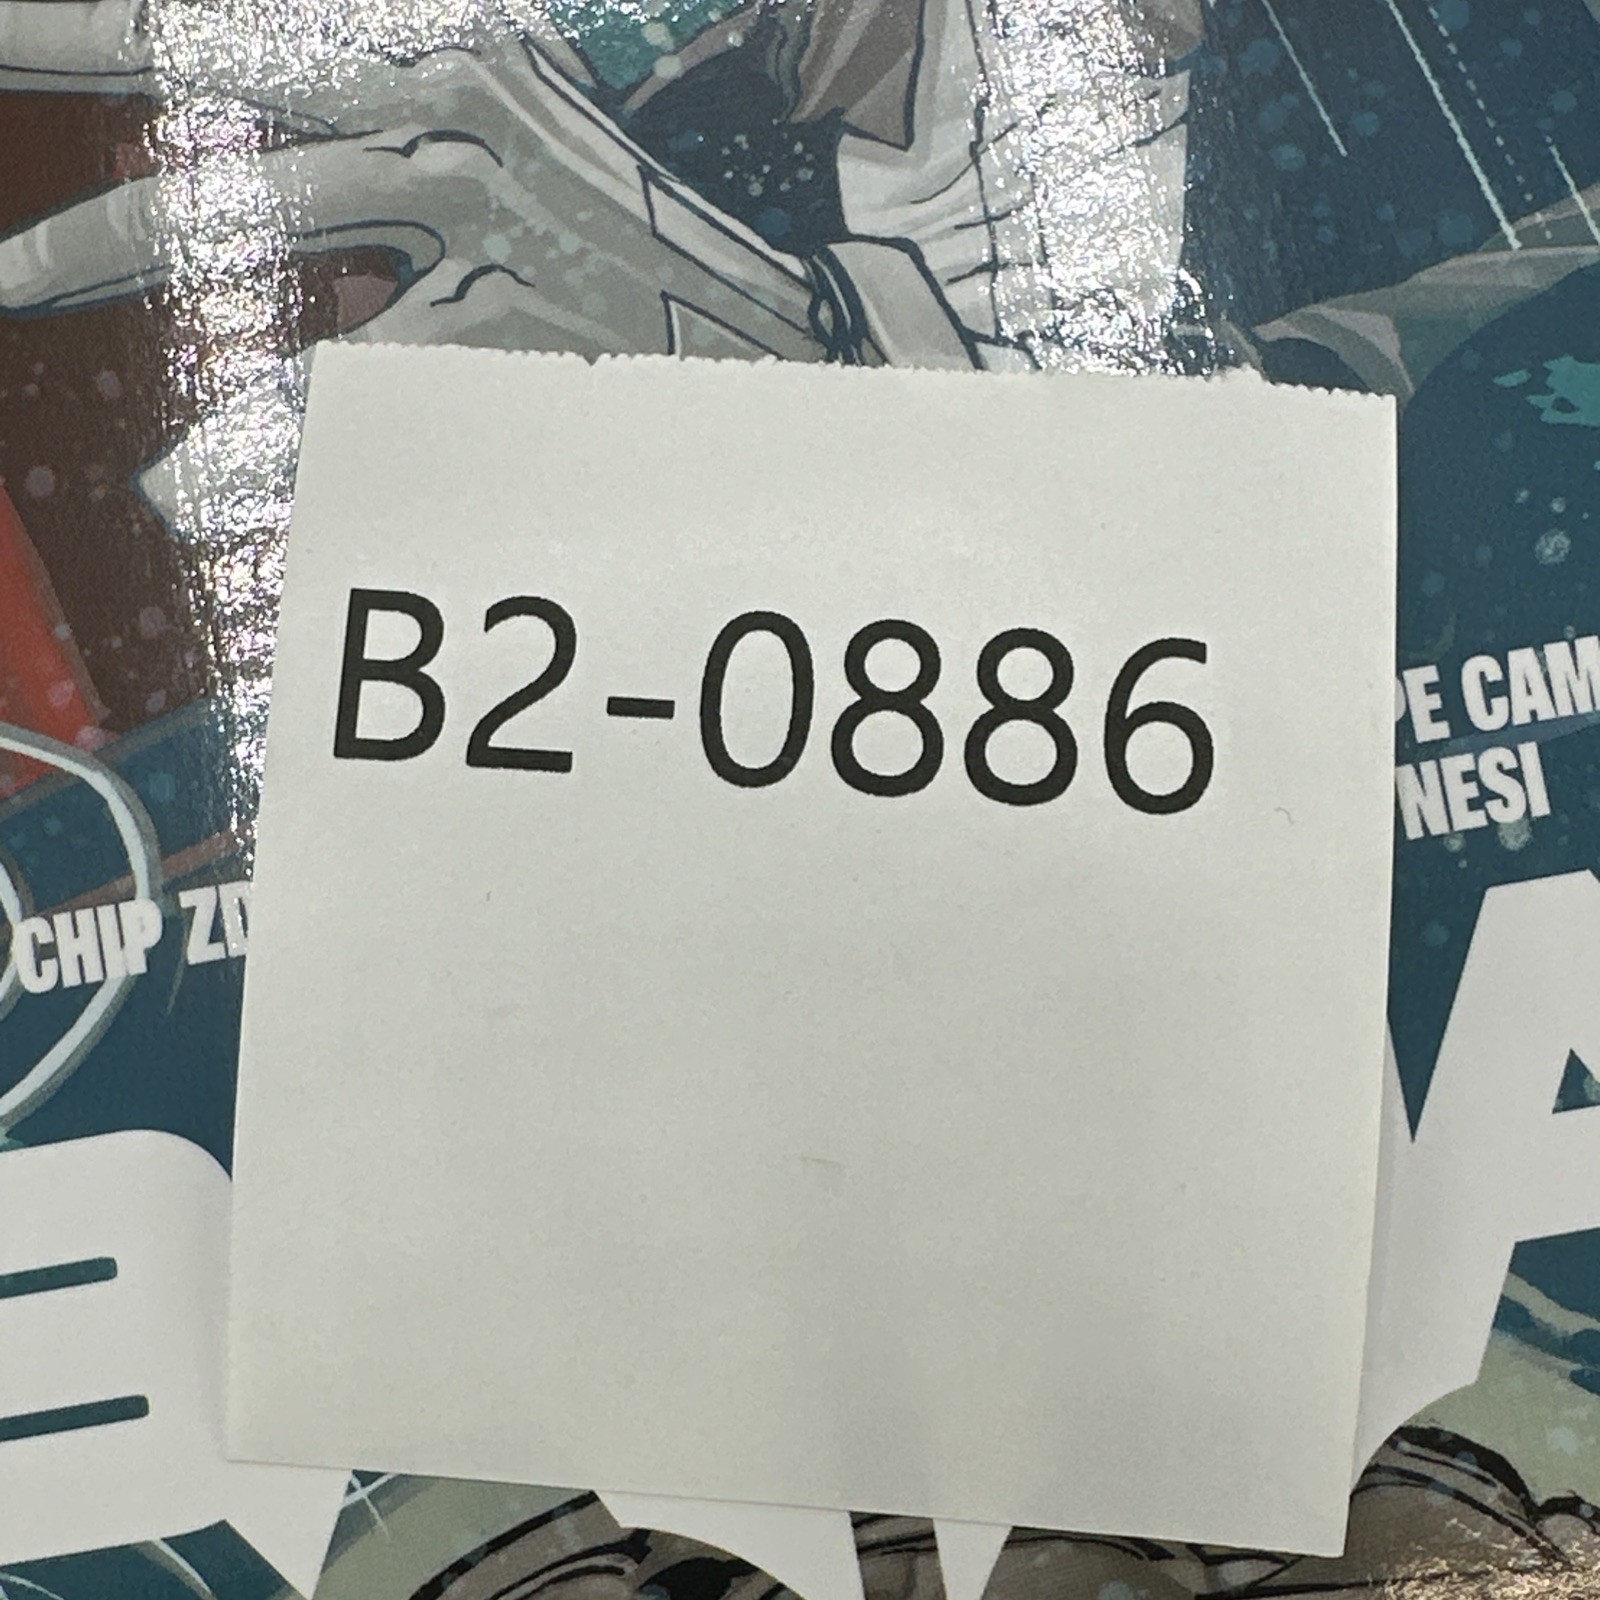 B2-0886
PE CAM
NESI
CHIP ZD